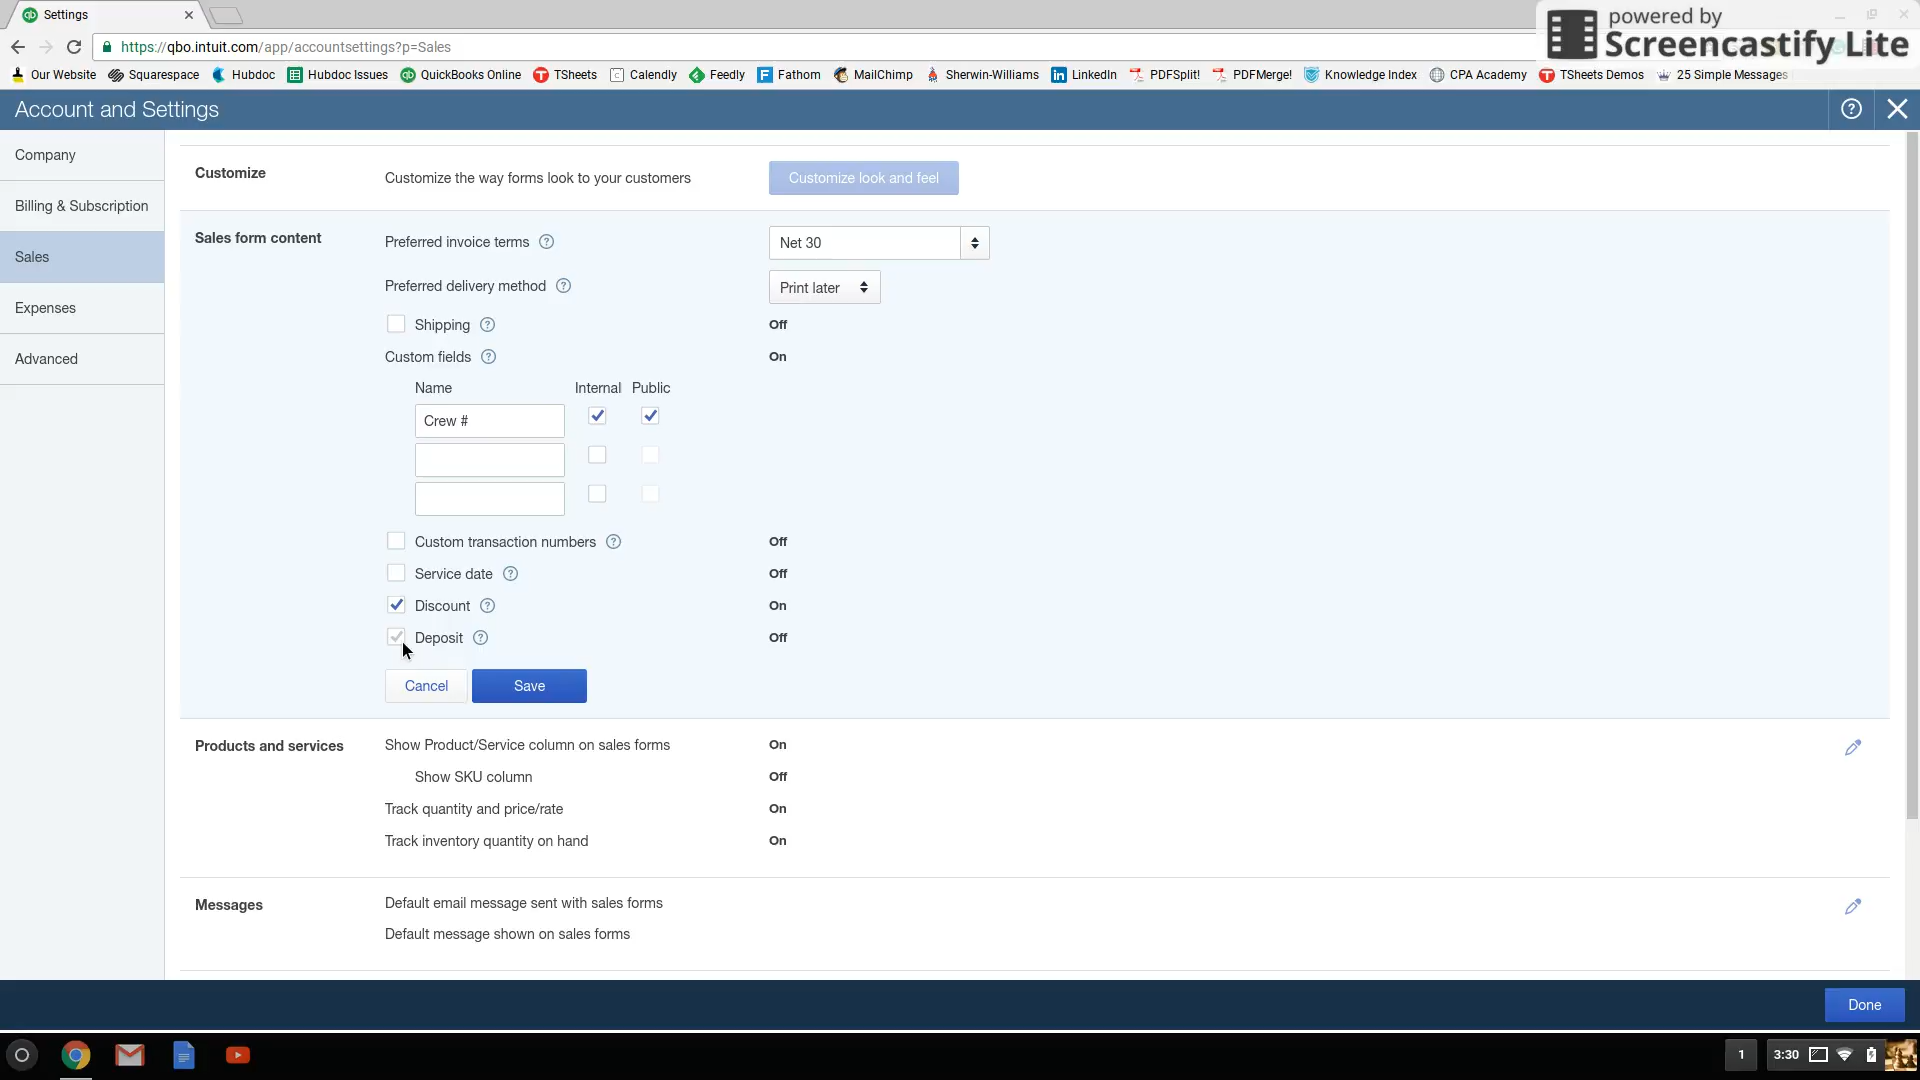 Settings
powered by
Screencastify Lite
https://qbo.intuit.com/app/accountsettings?p=Sales
Our Website Squarespace Hubdoc Hubdoc Issues QuickBooks Online TSheets Calendly Feedly Fathom MailChimp Sherwin-Williams LinkedIn PDFSplit! PDFMerge! Knowledge Index CPA Academy TSheets Demos 25 Simple Messages
Account and Settings
Company
Billing & Subscription
Sales
Expenses
Advanced
Customize Customize the way forms look to your customers Customize look and feel
Sales form content Preferred invoice terms Net 30
Preferred delivery method Print later
Shipping Off
Custom fields On
Name Internal Public
Crew #
Custom transaction numbers Off
Service date Off
Discount On
Deposit Off
Cancel Save
Products and services Show Product/Service column on sales forms On
Show SKU column Off
Track quantity and price/rate On
Track inventory quantity on hand On
Messages Default email message sent with sales forms
Default message shown on sales forms
Done
1 3:30